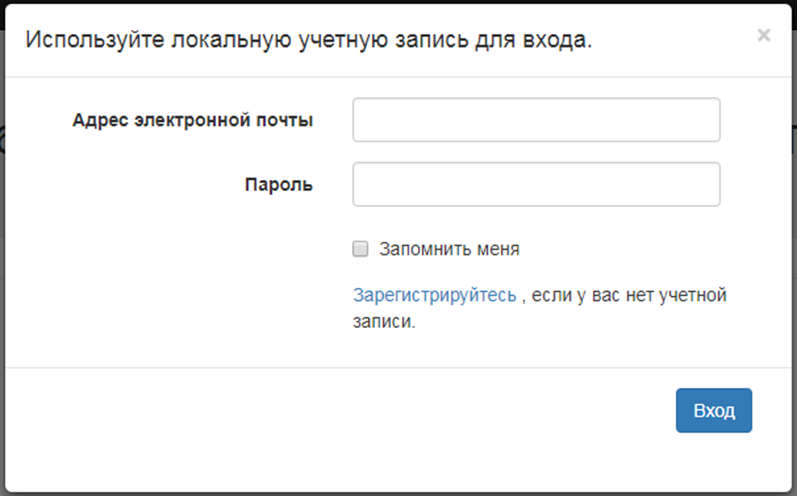 Используйте локальную учетную запись для входа.
×
Адрес электронной почты
Пароль
Запомнить меня
Зарегистрируйтесь , если у вас нет учетной
записи.
Вход